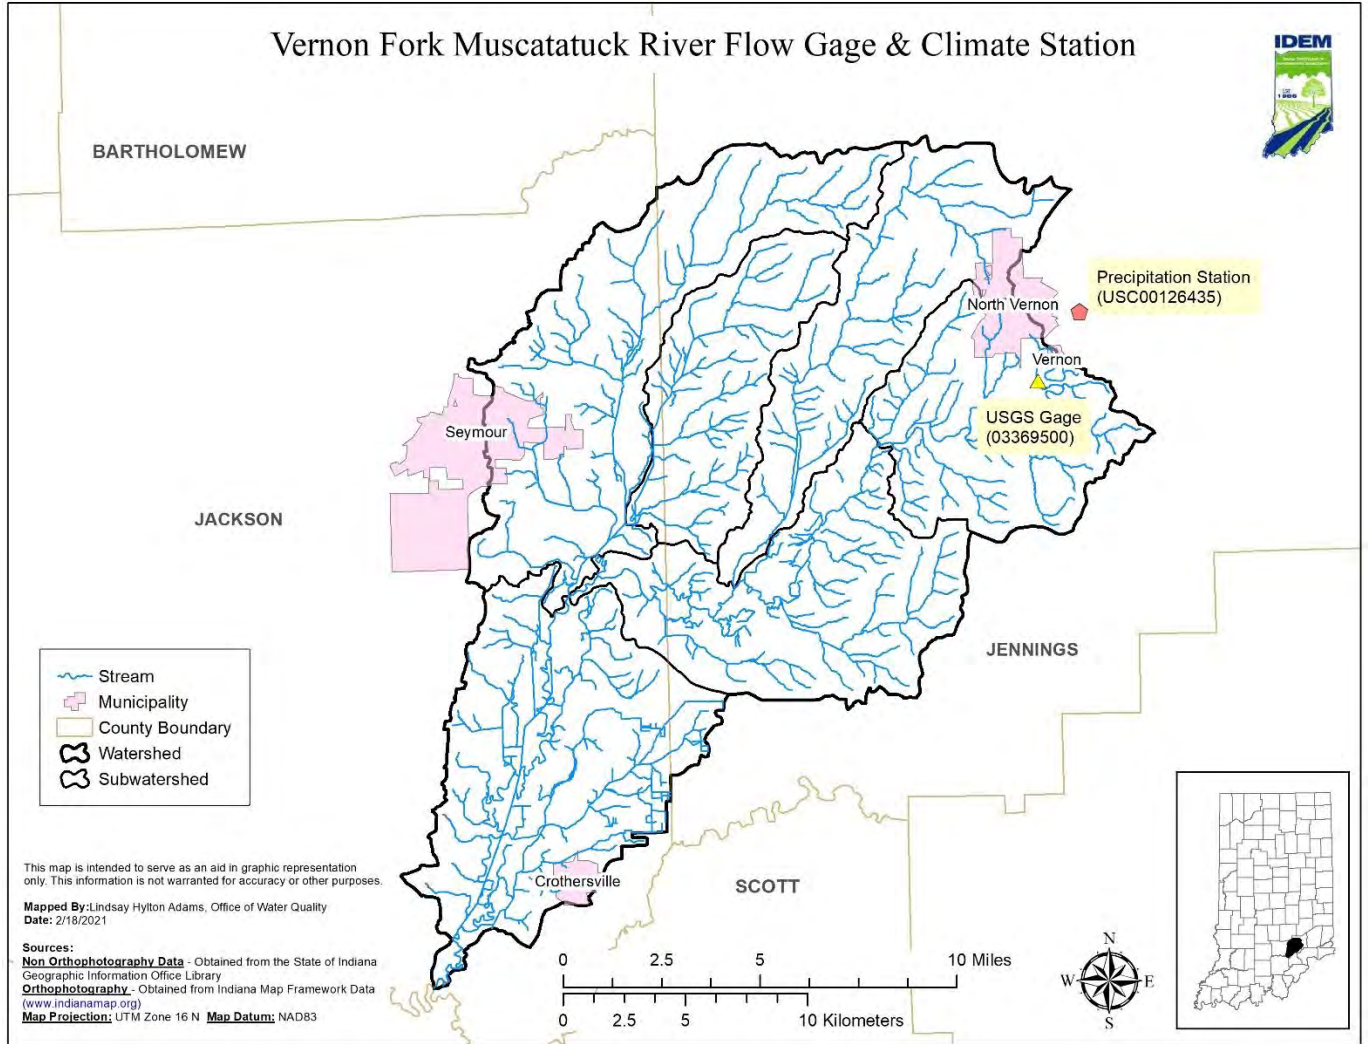 Vernon Fork Muscatatuck River Flow Gage & Climate Station
IDEM
BARTHOLOMEW
Precipitation Station
(USC00126435)
North Vernon
Vernon
USGS Gage
(03369500)
Seymour
JACKSON
JENNINGS
Stream
Municipality
County Boundary
Watershed
Subwatershed
Crothersville
SCOTT
This map is intended to serve as an aid in graphic representation
only. This information is not warranted for accuracy or other purposes.
Mapped By:Lindsay Hylton Adams, Office of Water Quality
Date: 2/18/2021
Sources:
Non Orthophotography Data - Obtained from the State of Indiana
Geographic Information Office Library
Orthophotography - Obtained from Indiana Map Framework Data
(www.indianamap.org)
Map Projection: UTM Zone 16 N Map Datum: NAD83
0 2.5 5 10 Miles
0 2.5 5 10 Kilometers
N
W E
S